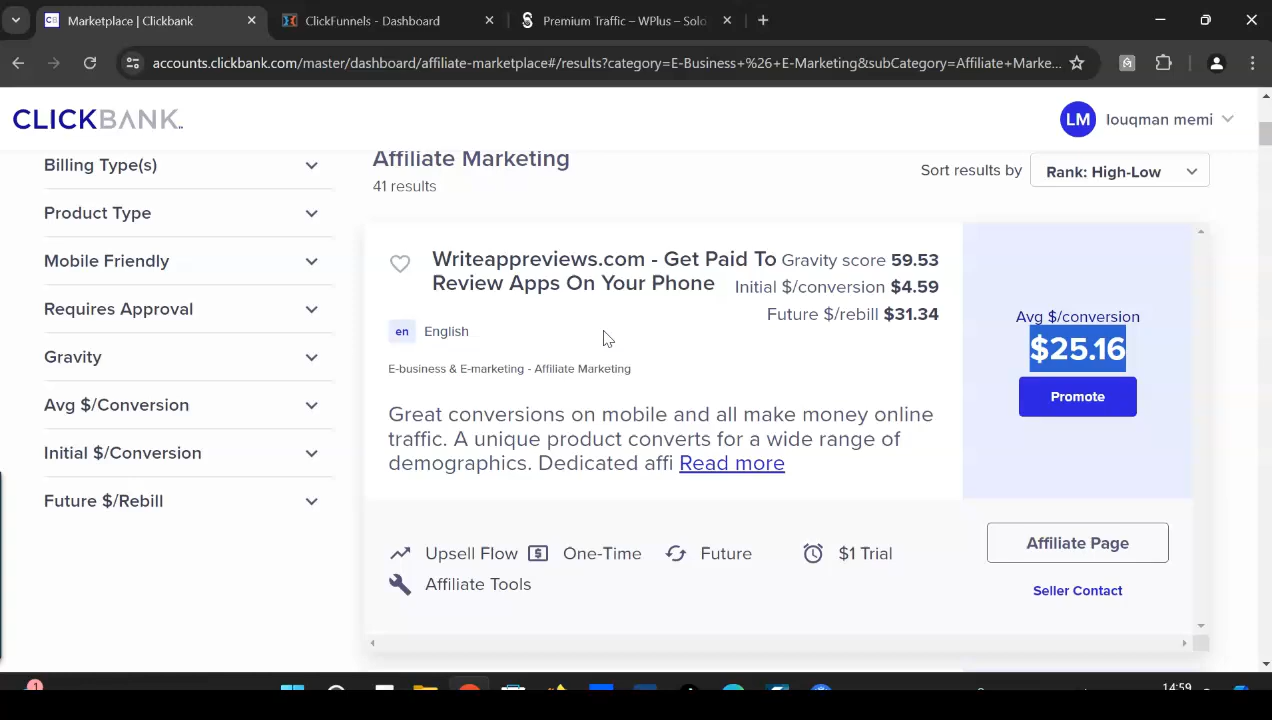 Marketplace | Clickbank
ClickFunnels - Dashboard
Premium Traffic – WPlus – Solo
accounts.clickbank.com/master/dashboard/affiliate-marketplace#/results?category=E-Business+%26+E-Marketing&subCategory=Affiliate+Marke...
CLICKBANK
LM
louqman memi
Billing Type(s)
Product Type
Mobile Friendly
Requires Approval
Gravity
Avg $/Conversion
Initial $/Conversion
Future $/Rebill
Affiliate Marketing
41 results
Sort results by
Rank: High-Low
Writeappreviews.com - Get Paid To
Review Apps On Your Phone
Gravity score 59.53
Initial $/conversion $4.59
Future $/rebill $31.34
en English
E-business & E-marketing - Affiliate Marketing
Great conversions on mobile and all make money online
traffic. A unique product converts for a wide range of
demographics. Dedicated affi Read more
Avg $/conversion
$25.16
Promote
Upsell Flow
One-Time
Future
$1 Trial
Affiliate Tools
Affiliate Page
Seller Contact
1
14:59